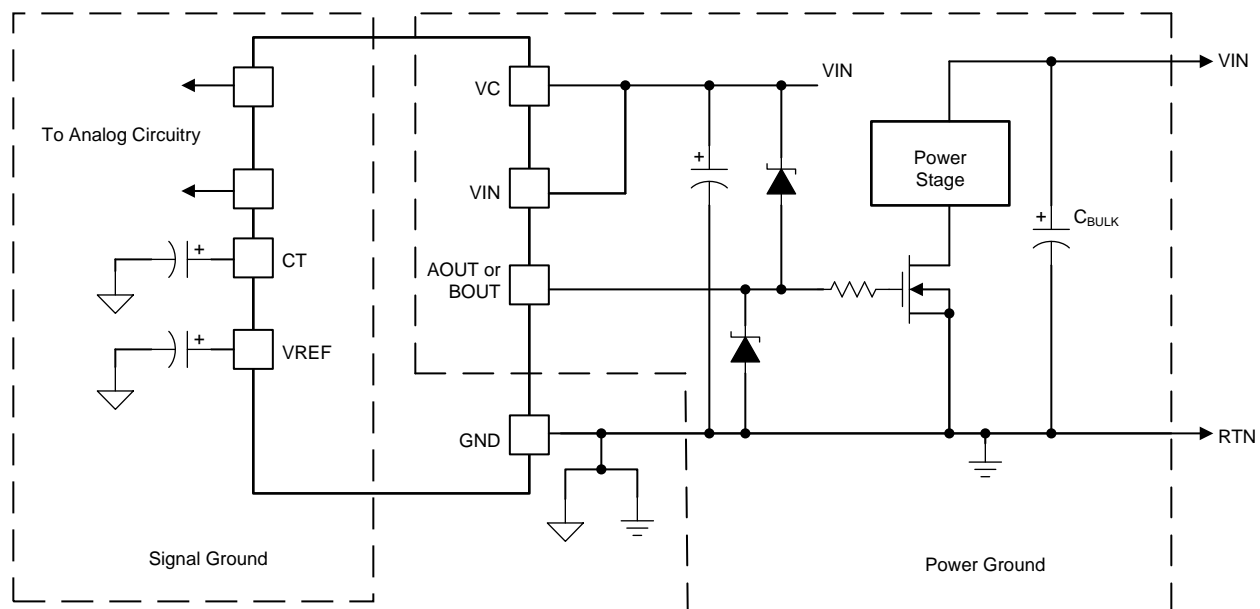 To Analog Circuitry
CT
+
VREF
+
Signal Ground
VC
VIN
AOUT or
BOUT
GND
VIN
+
Power
Stage
+
CBULK
VIN
RTN
Power Ground